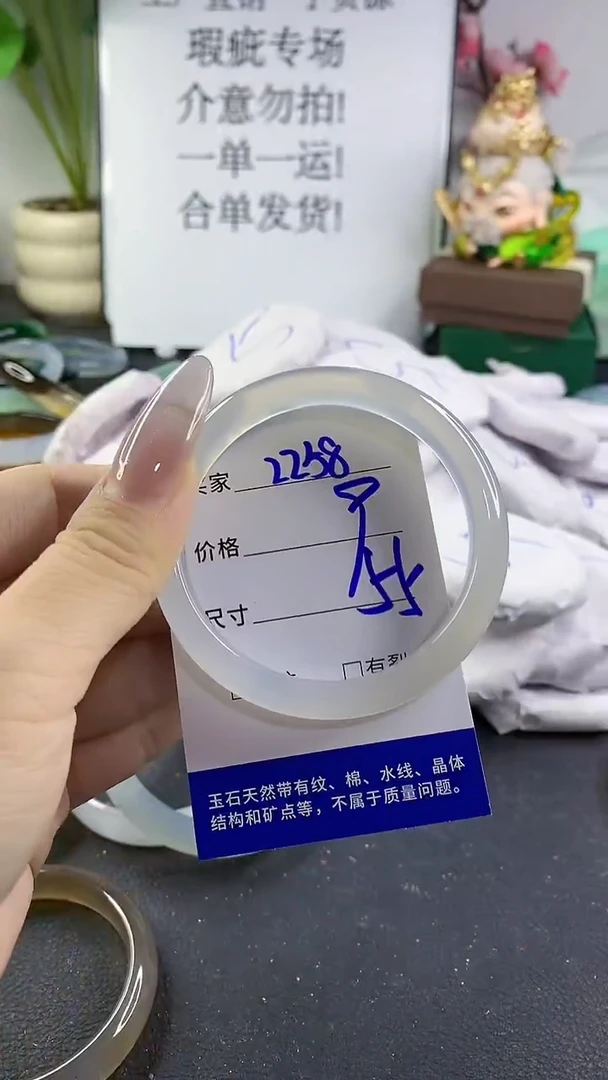 瑕疵专场
介意勿拍!
一单一运!
合单发货!
家 2258
价格
尺寸
□有裂
玉石天然带有纹、棉、水线、晶体
结构和矿点等，不属于质量问题。